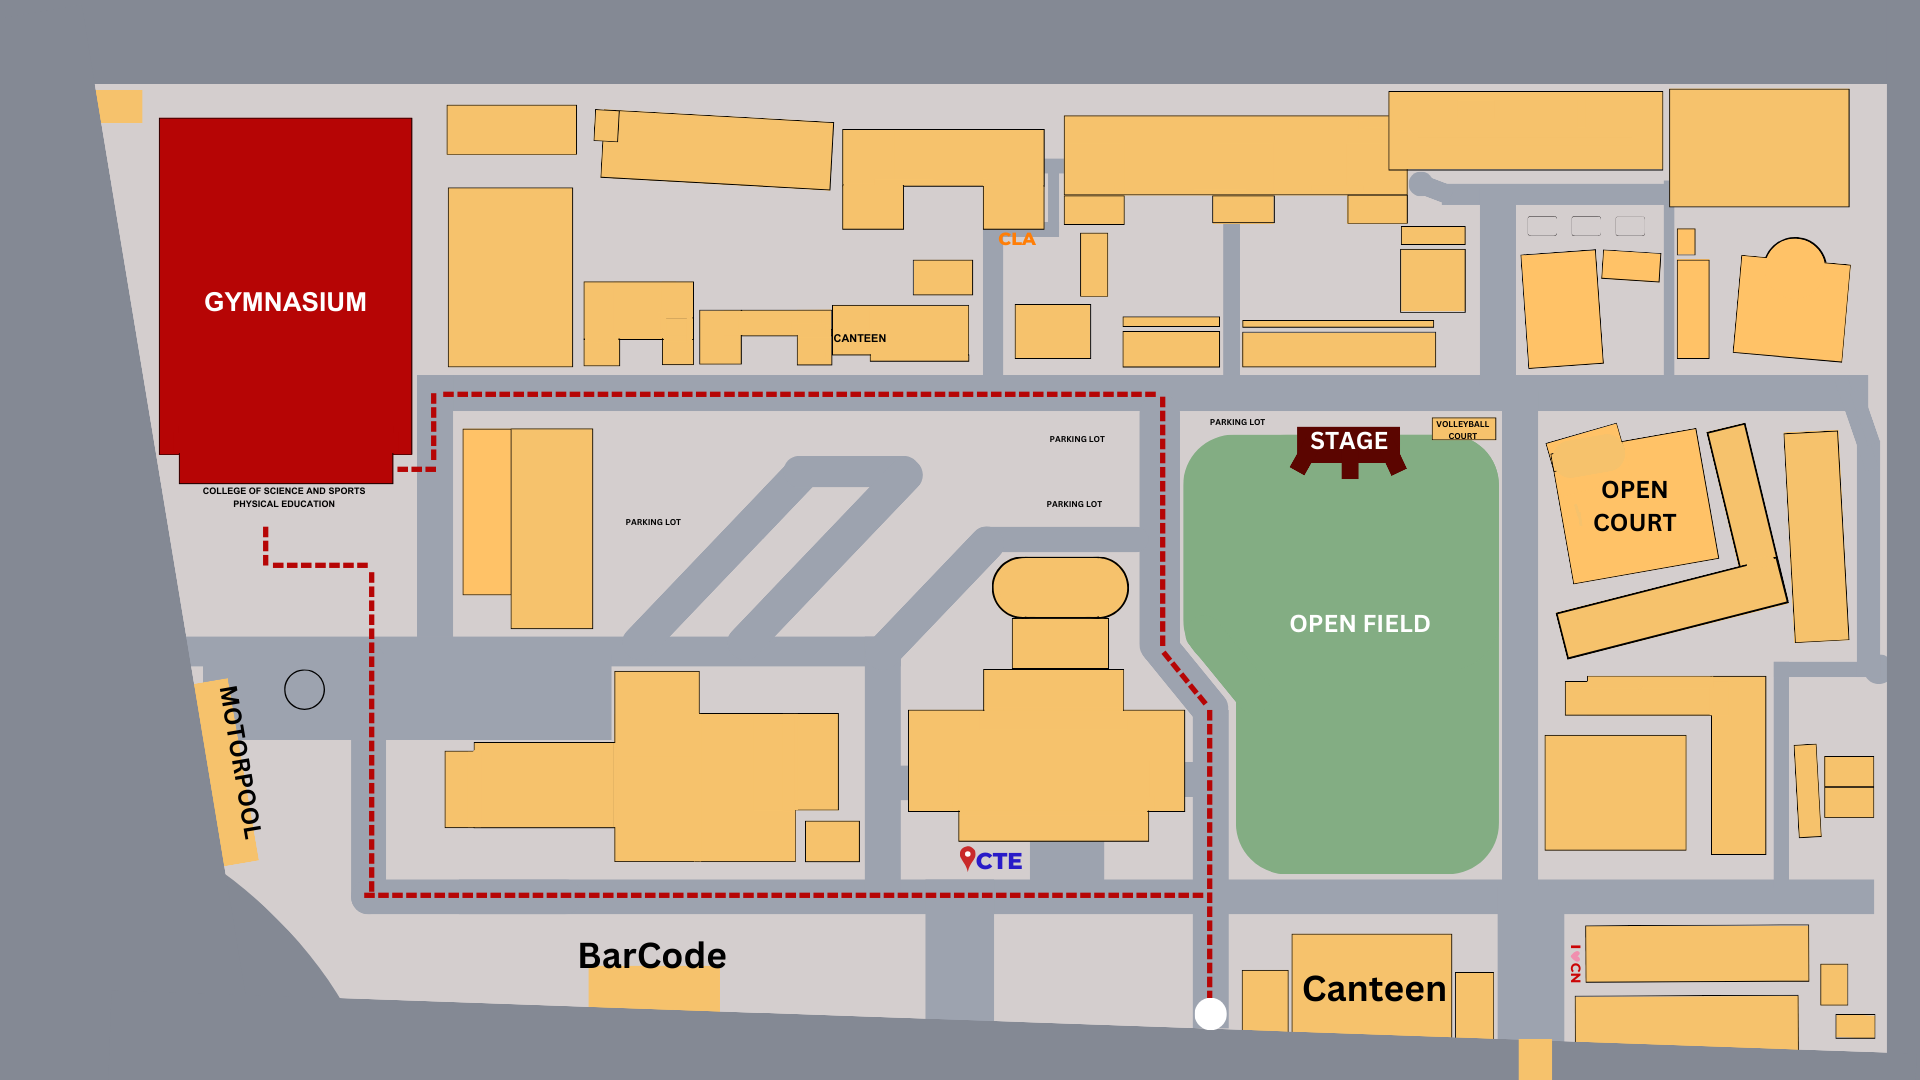 CLA
GYMNASIUM
CANTEEN
PARKING LOT
STAGE
VOLLEYBALL
COURT
PARKING LOT
COLLEGE OF SCIENCE AND SPORTS
PHYSICAL EDUCATION
OPEN
COURT
PARKING LOT
PARKING LOT
OPEN FIELD
MOTORPOOL
CTE
BarCode
Canteen
I ♥ CN